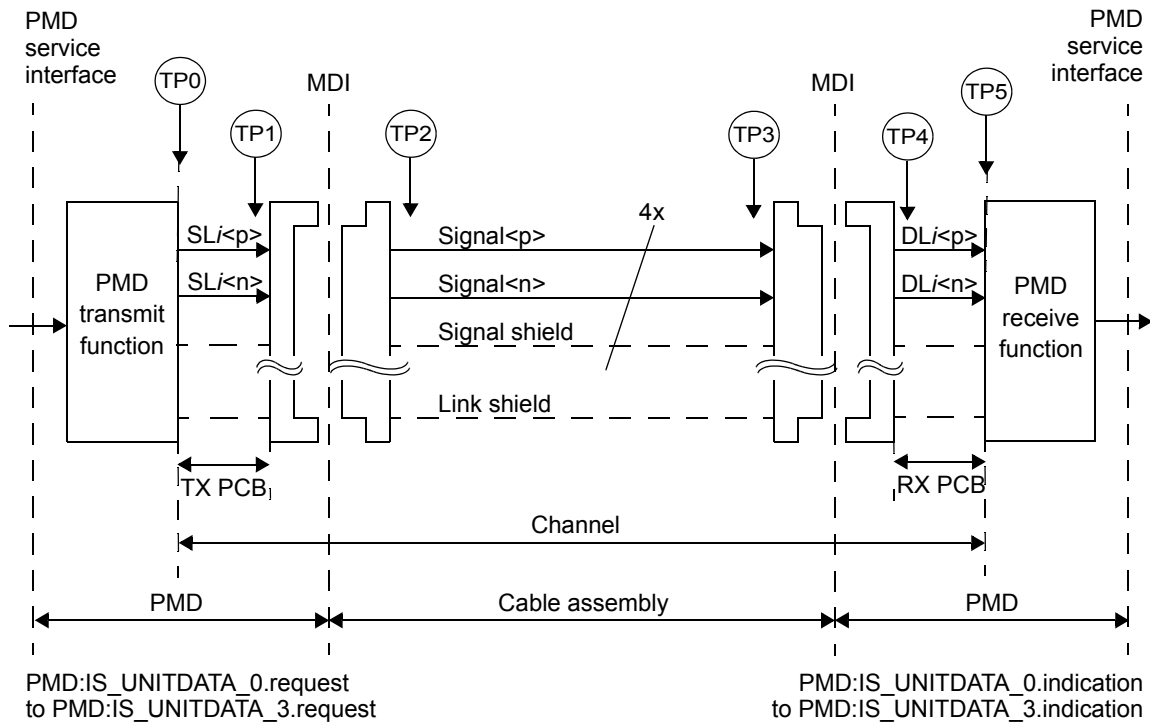 PMD
service
interface
PMD
service
interface
TP0
MDI
MDI
TP5
TP1
TP2
TP3
TP4
4x
SLi<p>
Signal<p>
DLi<p>
SLi<n>
Signal<n>
DLi<n>
PMD
transmit
function
PMD
receive
function
Signal shield
Link shield
TX PCB
RX PCB
Channel
PMD
Cable assembly
PMD
PMD:IS_UNITDATA_0.request
to PMD:IS_UNITDATA_3.request
PMD:IS_UNITDATA_0.indication
to PMD:IS_UNITDATA_3.indication